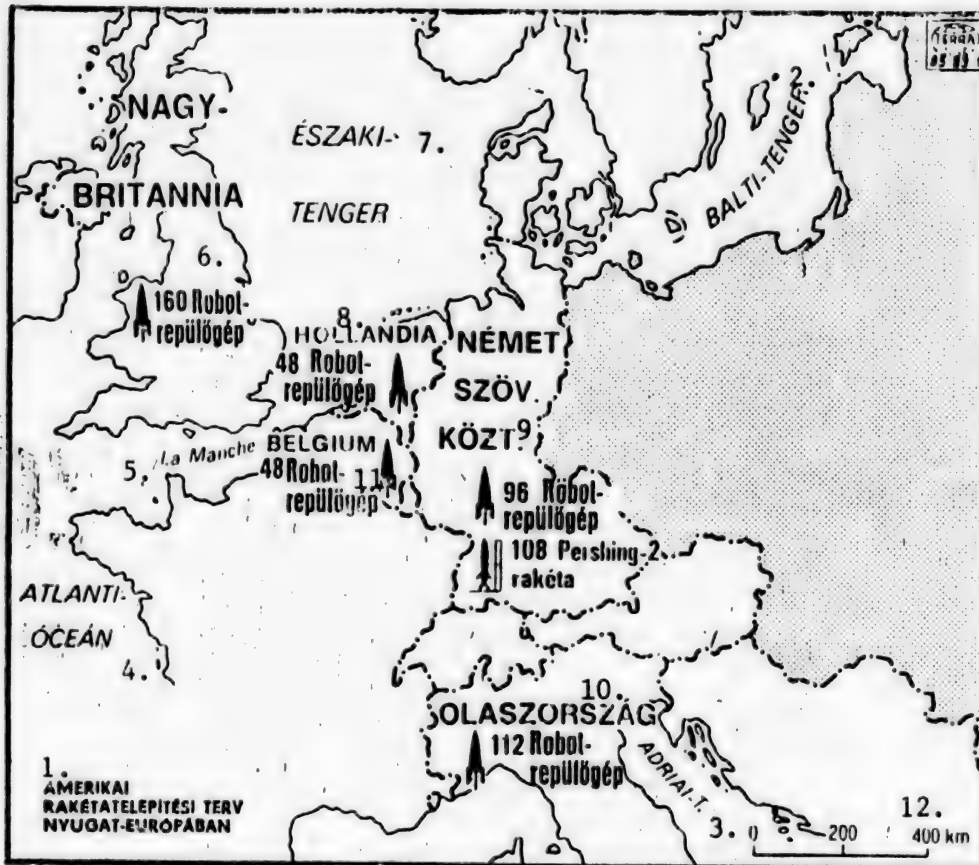 TERRA
NAGY-
BRITANNIA
ÉSZAKI-
7.
TENGER
2.
BALTI-TENGER
6.
160 Robot-
repülőgép
8.
HOLLANDIA
48 Robot-
repülőgép
NÉMET
SZÖV.
KÖZT
9.
5.
La Manche
BELGIUM
48 Robot-
repülőgép
11.
96 Robot-
repülőgép
108 Pershing-2
rakéta
ATLANTI-
ÓCEÁN
4.
10.
OLASZORSZÁG
112 Robot-
repülőgép
ADRIAI-T.
1.
AMERIKAI
RAKÉTATELEPÍTÉSI TERV
NYUGAT-EURÓPÁBAN
3.
12.
0 200 400 km